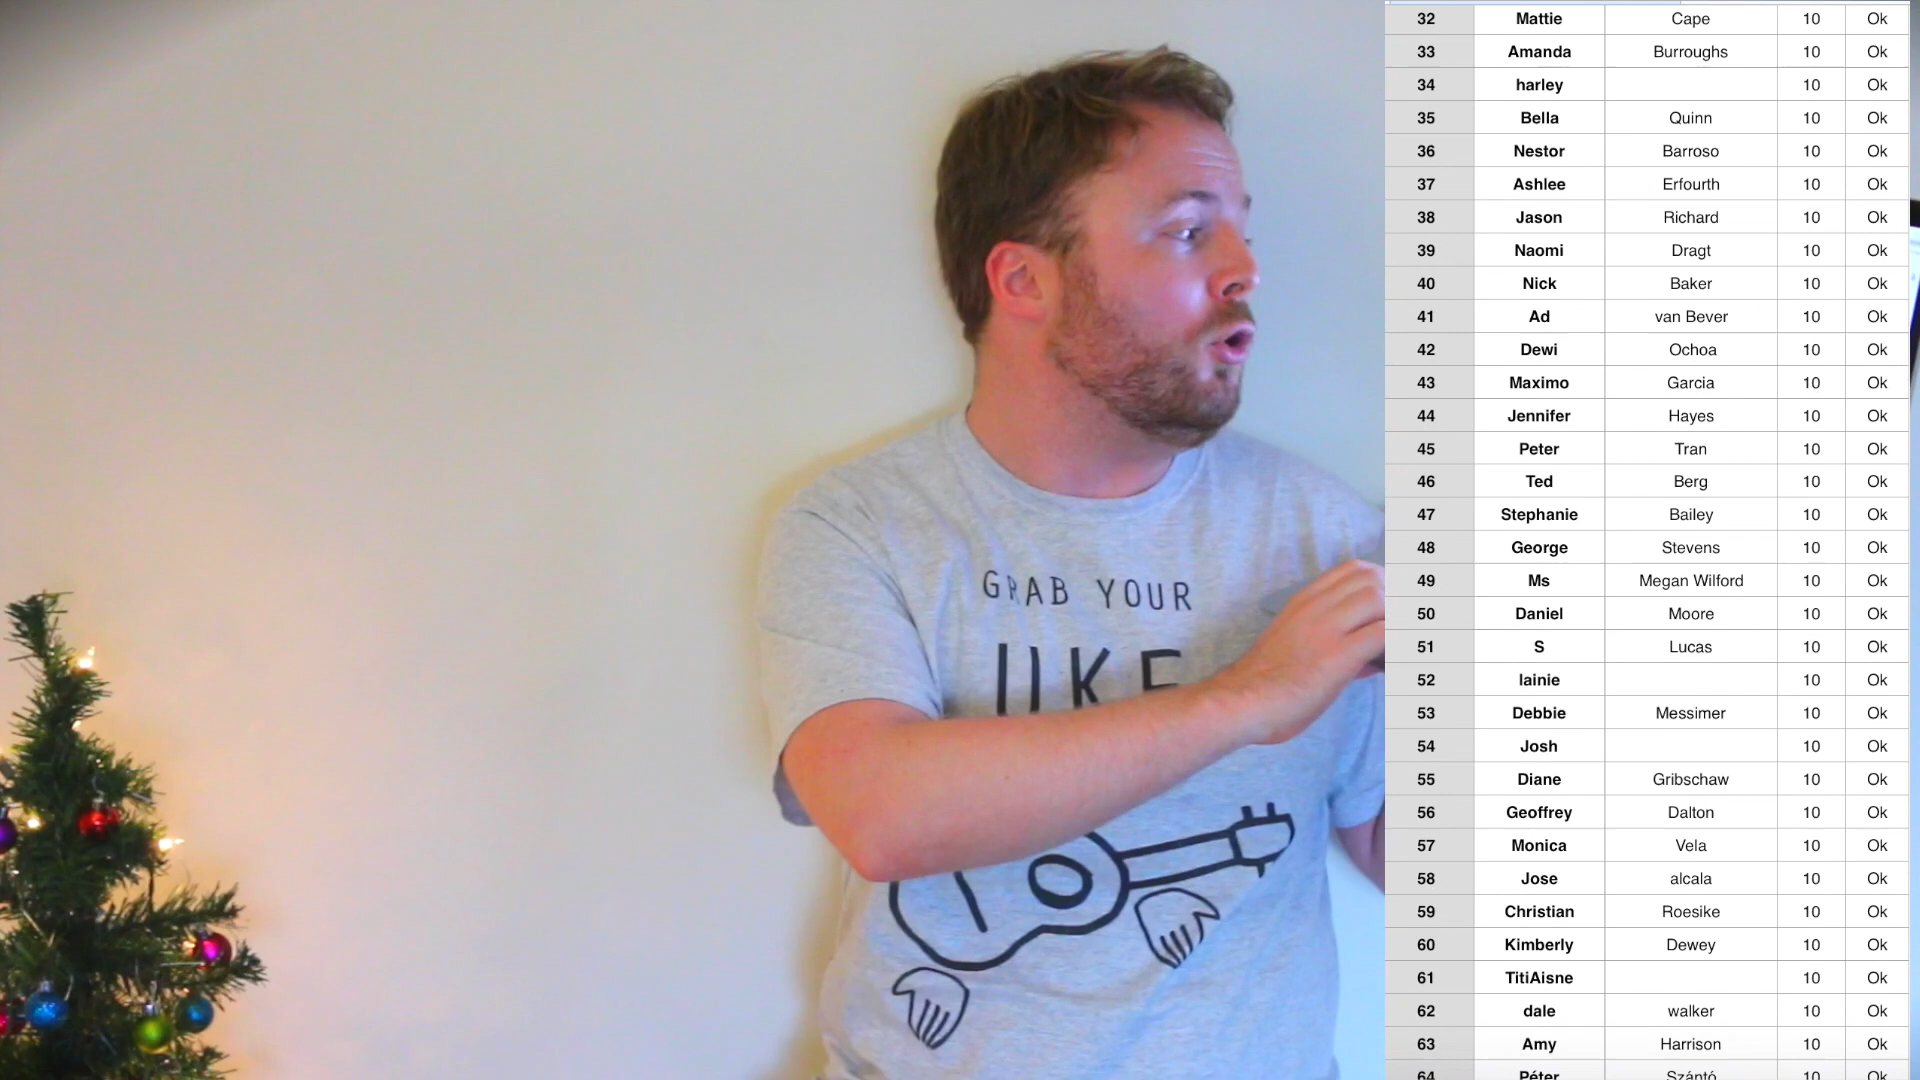 GRAB YOUR
UKE
32 Mattie Cape 10 Ok
33 Amanda Burroughs 10 Ok
34 harley 10 Ok
35 Bella Quinn 10 Ok
36 Nestor Barroso 10 Ok
37 Ashlee Erfourth 10 Ok
38 Jason Richard 10 Ok
39 Naomi Dragt 10 Ok
40 Nick Baker 10 Ok
41 Ad van Bever 10 Ok
42 Dewi Ochoa 10 Ok
43 Maximo Garcia 10 Ok
44 Jennifer Hayes 10 Ok
45 Peter Tran 10 Ok
46 Ted Berg 10 Ok
47 Stephanie Bailey 10 Ok
48 George Stevens 10 Ok
49 Ms Megan Wilford 10 Ok
50 Daniel Moore 10 Ok
51 S Lucas 10 Ok
52 lainie 10 Ok
53 Debbie Messimer 10 Ok
54 Josh 10 Ok
55 Diane Gribschaw 10 Ok
56 Geoffrey Dalton 10 Ok
57 Monica Vela 10 Ok
58 Jose alcala 10 Ok
59 Christian Roesike 10 Ok
60 Kimberly Dewey 10 Ok
61 TitiAisne 10 Ok
62 dale walker 10 Ok
63 Amy Harrison 10 Ok
64 Péter Szántó 10 Ok